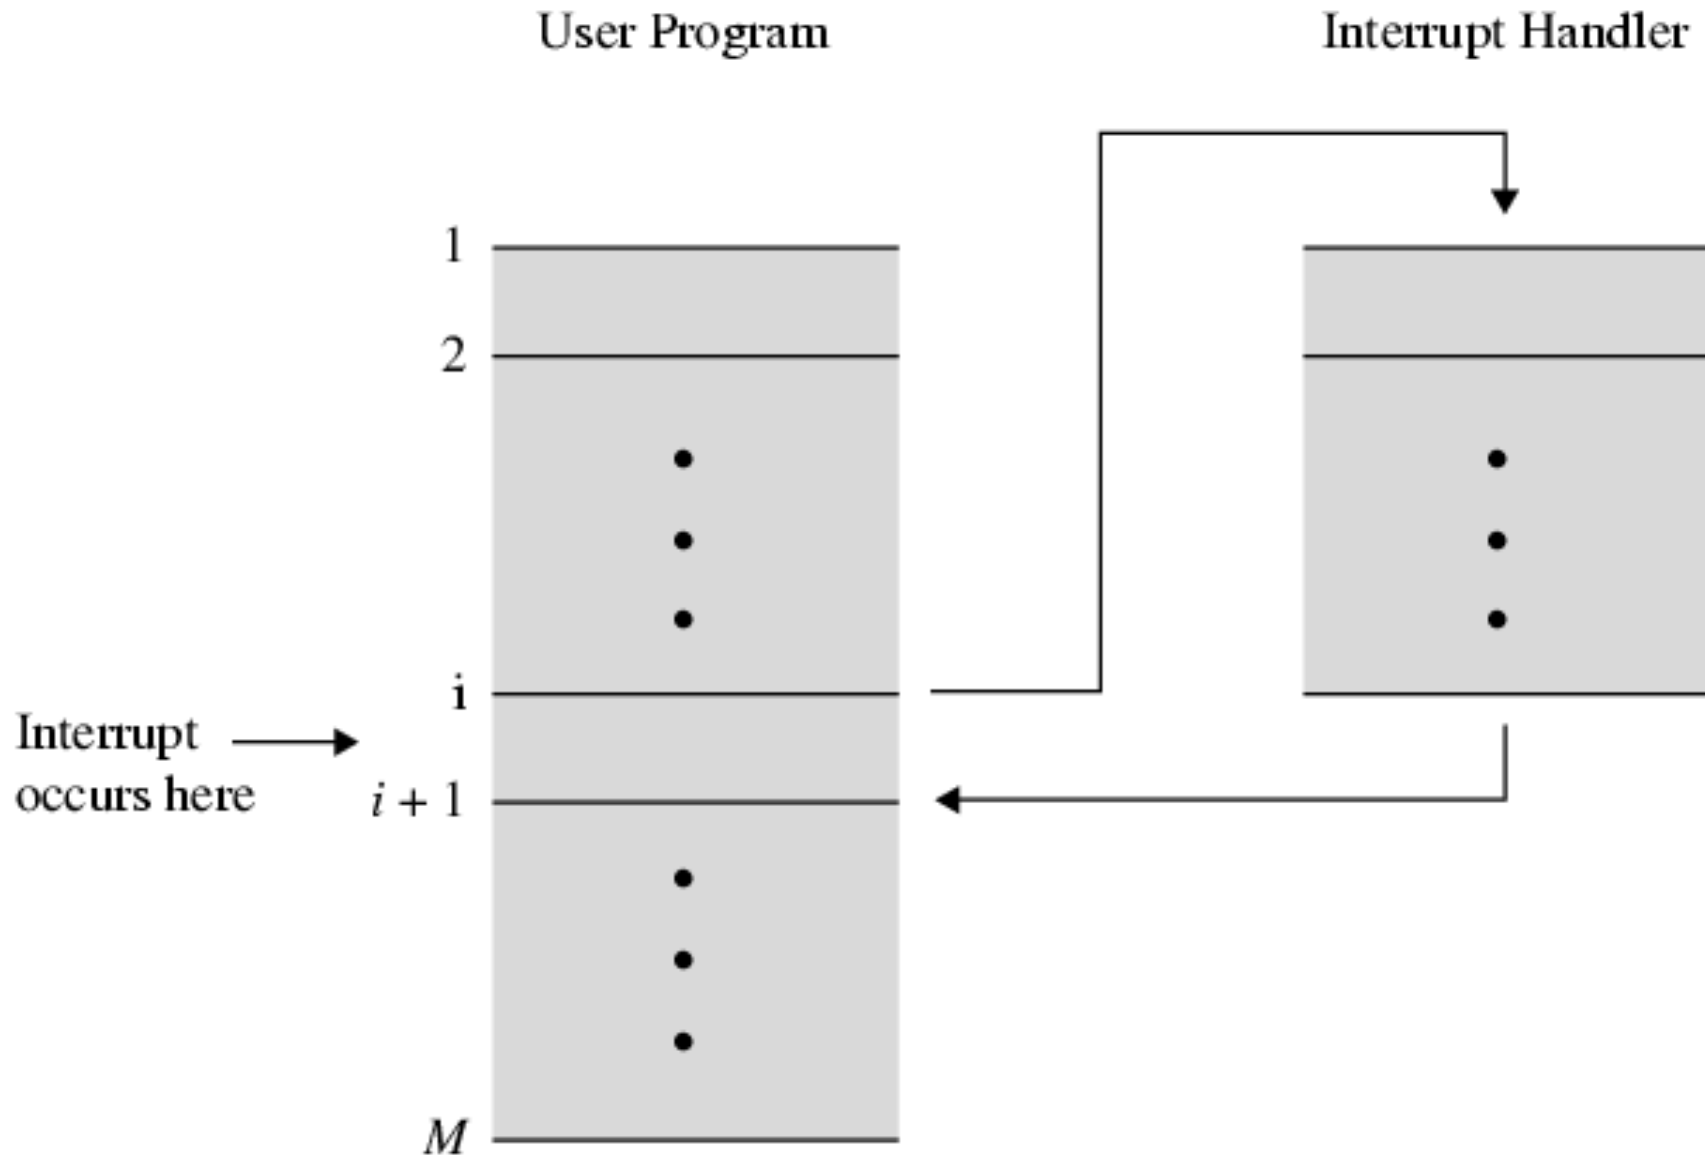 User Program
Interrupt Handler
1
2
i
Interrupt
occurs here
i + 1
M